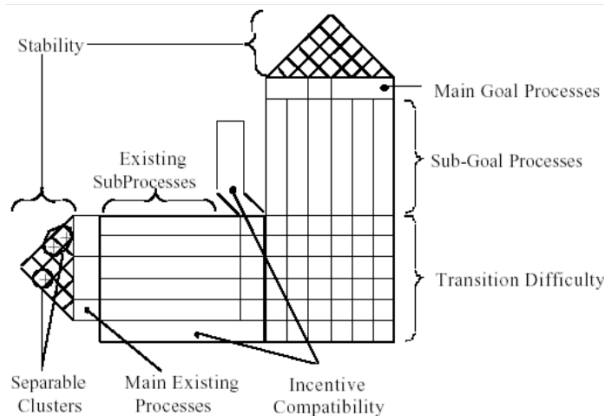 Stability
Main Goal Processes
Existing
SubProcesses
Sub-Goal Processes
Transition Difficulty
Separable
Clusters
Main Existing
Processes
Incentive
Compatibility